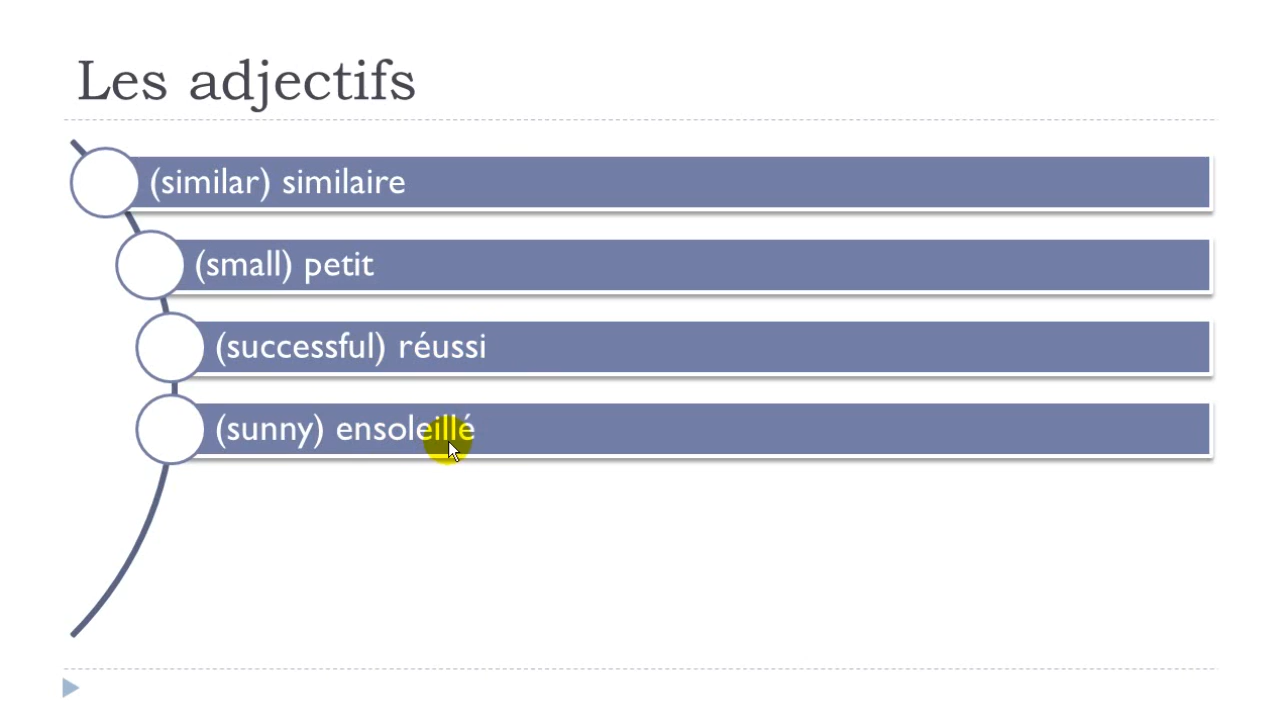 Les adjectifs
(similar) similaire
(small) petit
(successful) réussi
(sunny) ensoleillé